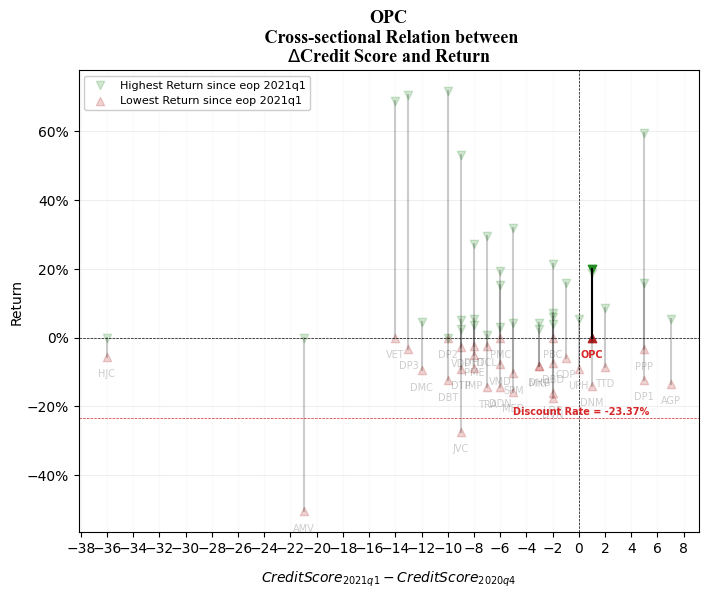 OPC
Cross-sectional Relation between
ΔCredit Score and Return
Highest Return since eop 2021q1
Lowest Return since eop 2021q1
60%
40%
20%
0%
−20%
−40%
Return
HJC
AMV
VET
DP3
DMC
DP2
DBT
JVC
PMC
PBC
OPC
PPP
TTD
DNM
DP1
AGP
Discount Rate = -23.37%
−38 −36 −34 −32 −30 −28 −26 −24 −22 −20 −18 −16 −14 −12 −10 −8 −6 −4 −2 0 2 4 6 8
CreditScore2021q1 − CreditScore2020q4